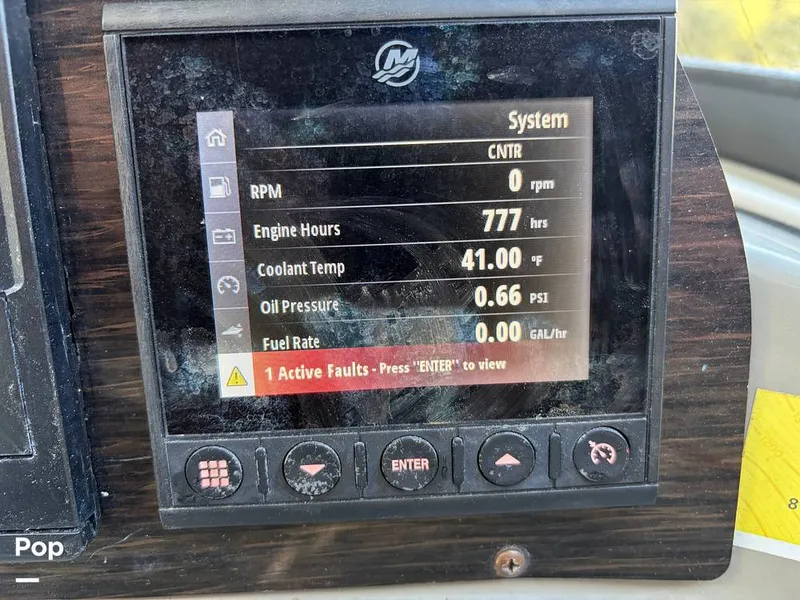 System
CNTR
RPM 0 rpm
Engine Hours 777 hrs
Coolant Temp 41.00 °F
Oil Pressure 0.66 PSI
Fuel Rate 0.00 GAL/hr
1 Active Faults - Press "ENTER" to view
ENTER
8
Pop